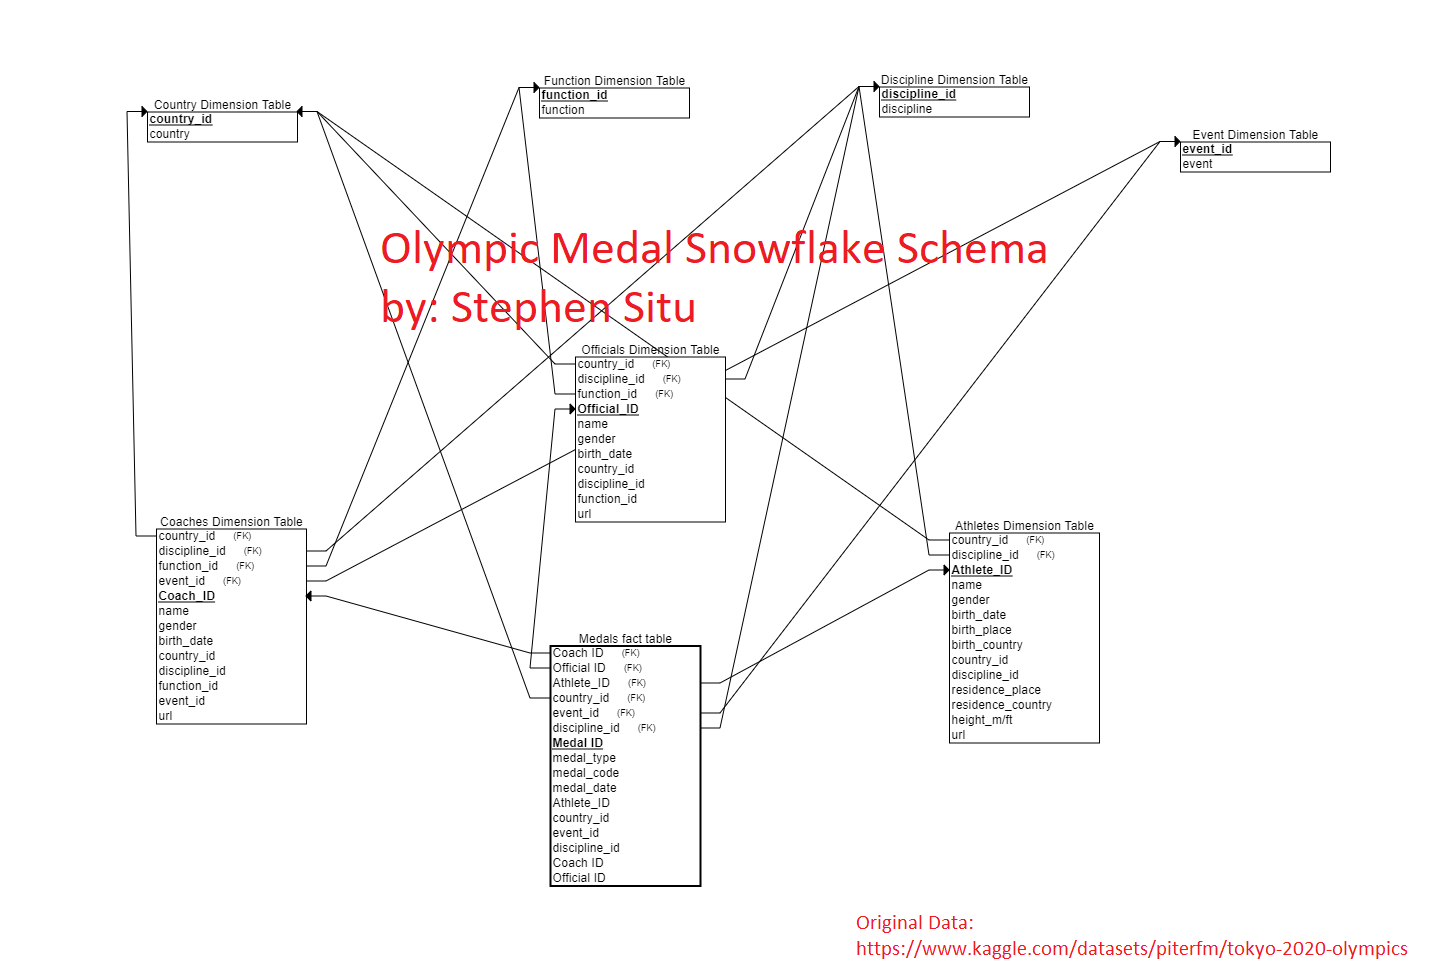 Country Dimension Table
country_id
country
Function Dimension Table
function_id
function
Discipline Dimension Table
discipline_id
discipline
Event Dimension Table
event_id
event
Olympic Medal Snowflake Schema
by: Stephen Situ
Officials Dimension Table
country_id (FK)
discipline_id (FK)
function_id (FK)
Official_ID
name
gender
birth_date
country_id
discipline_id
function_id
url
Coaches Dimension Table
country_id (FK)
discipline_id (FK)
function_id (FK)
event_id (FK)
Coach_ID
name
gender
birth_date
country_id
discipline_id
function_id
event_id
url
Athletes Dimension Table
country_id (FK)
discipline_id (FK)
Athlete_ID
name
gender
birth_date
birth_place
birth_country
country_id
discipline_id
residence_place
residence_country
height_m/ft
url
Medals fact table
Coach ID (FK)
Official ID (FK)
Athlete_ID (FK)
country_id (FK)
event_id (FK)
discipline_id (FK)
Medal ID
medal_type
medal_code
medal_date
Athlete_ID
country_id
event_id
discipline_id
Coach ID
Official ID
Original Data:
https://www.kaggle.com/datasets/piterfm/tokyo-2020-olympics